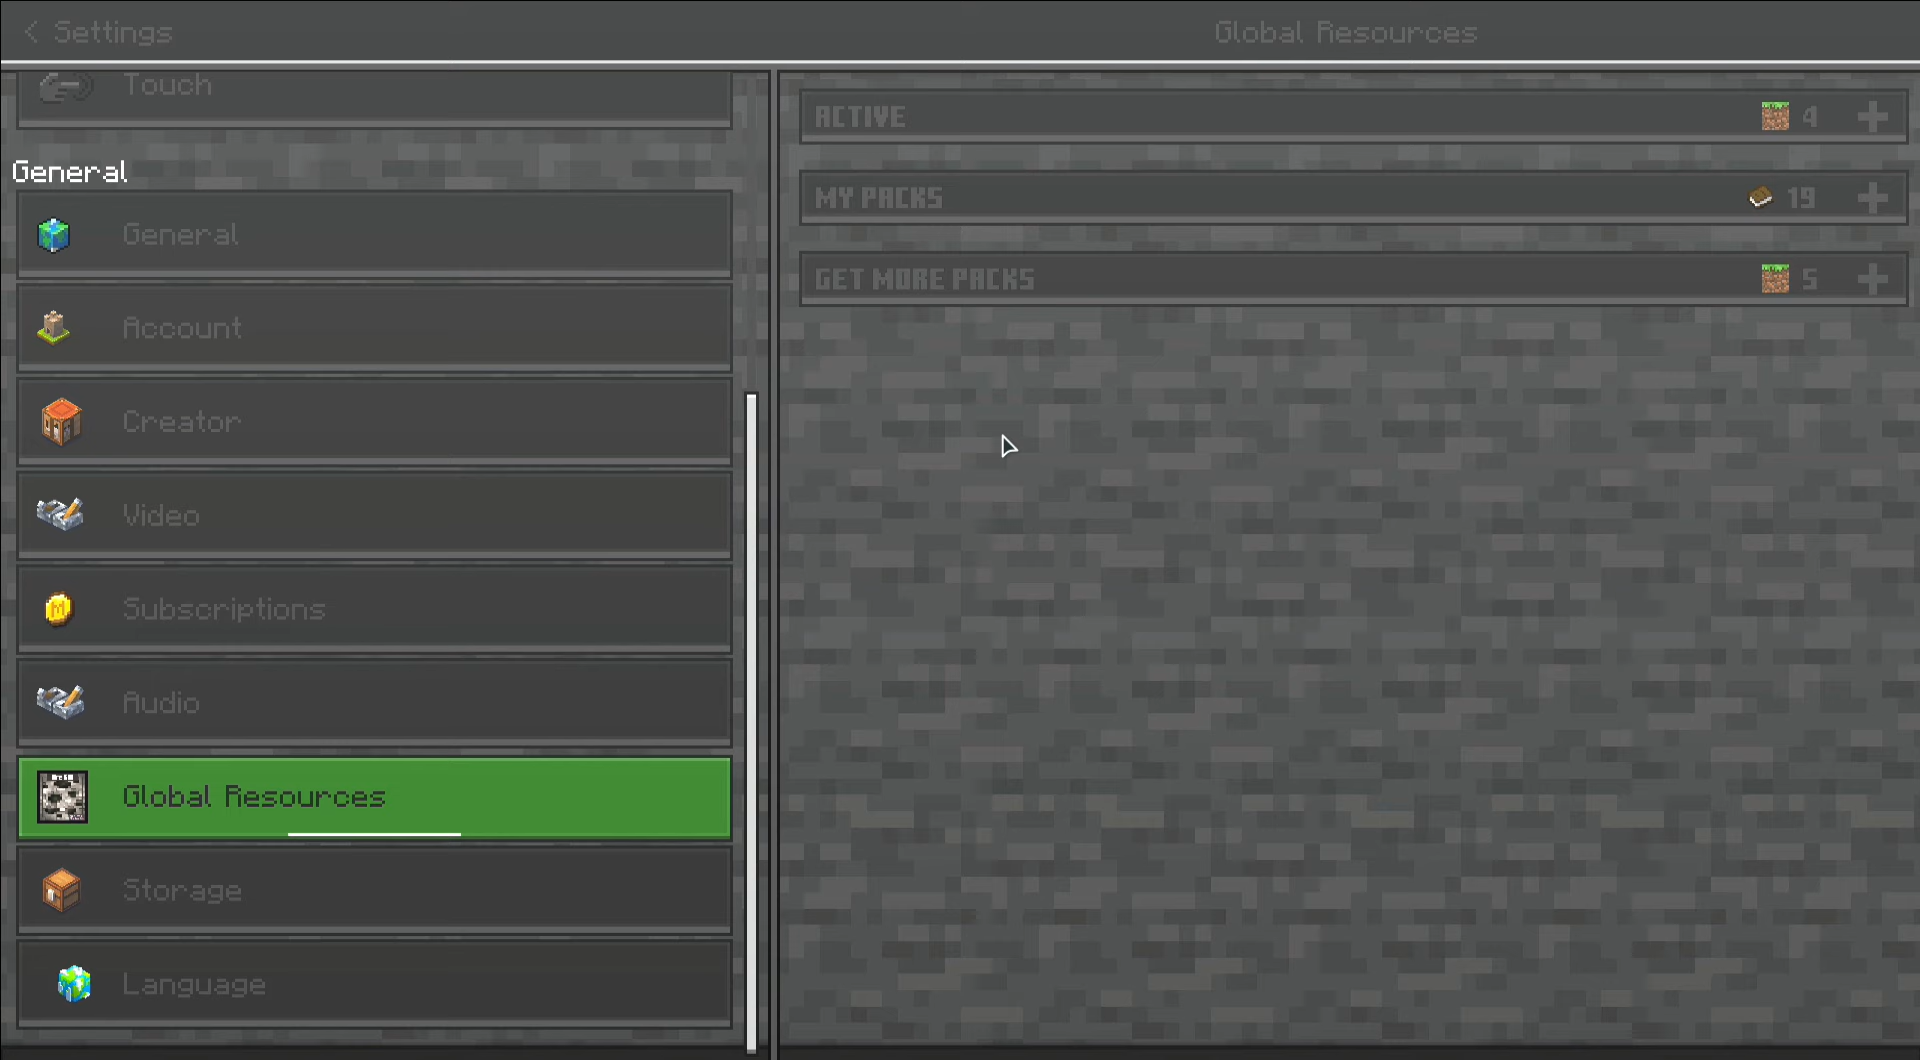 < Settings
Global Resources
Touch
General
General
Account
Creator
Video
Subscriptions
Audio
Global Resources
Storage
Language
ACTIVE 4
MY PACKS 19
GET MORE PACKS 5